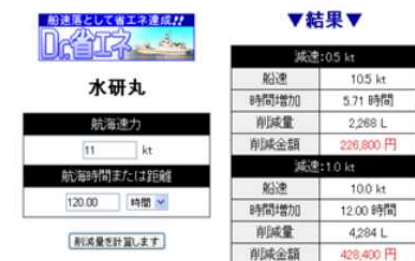 船速落として省エネ達成!!
Dr.省エネ
水研丸
航海速力
11 kt
航海時間または距離
120.00 時間
削減量を計算します
▼結果▼
減速:0.5 kt
船速 10.5 kt
時間増加 5.71 時間
削減量 2,268 L
削減金額 226,800 円
減速:1.0 kt
船速 10.0 kt
時間増加 12.00 時間
削減量 4,284 L
削減金額 428,400 円